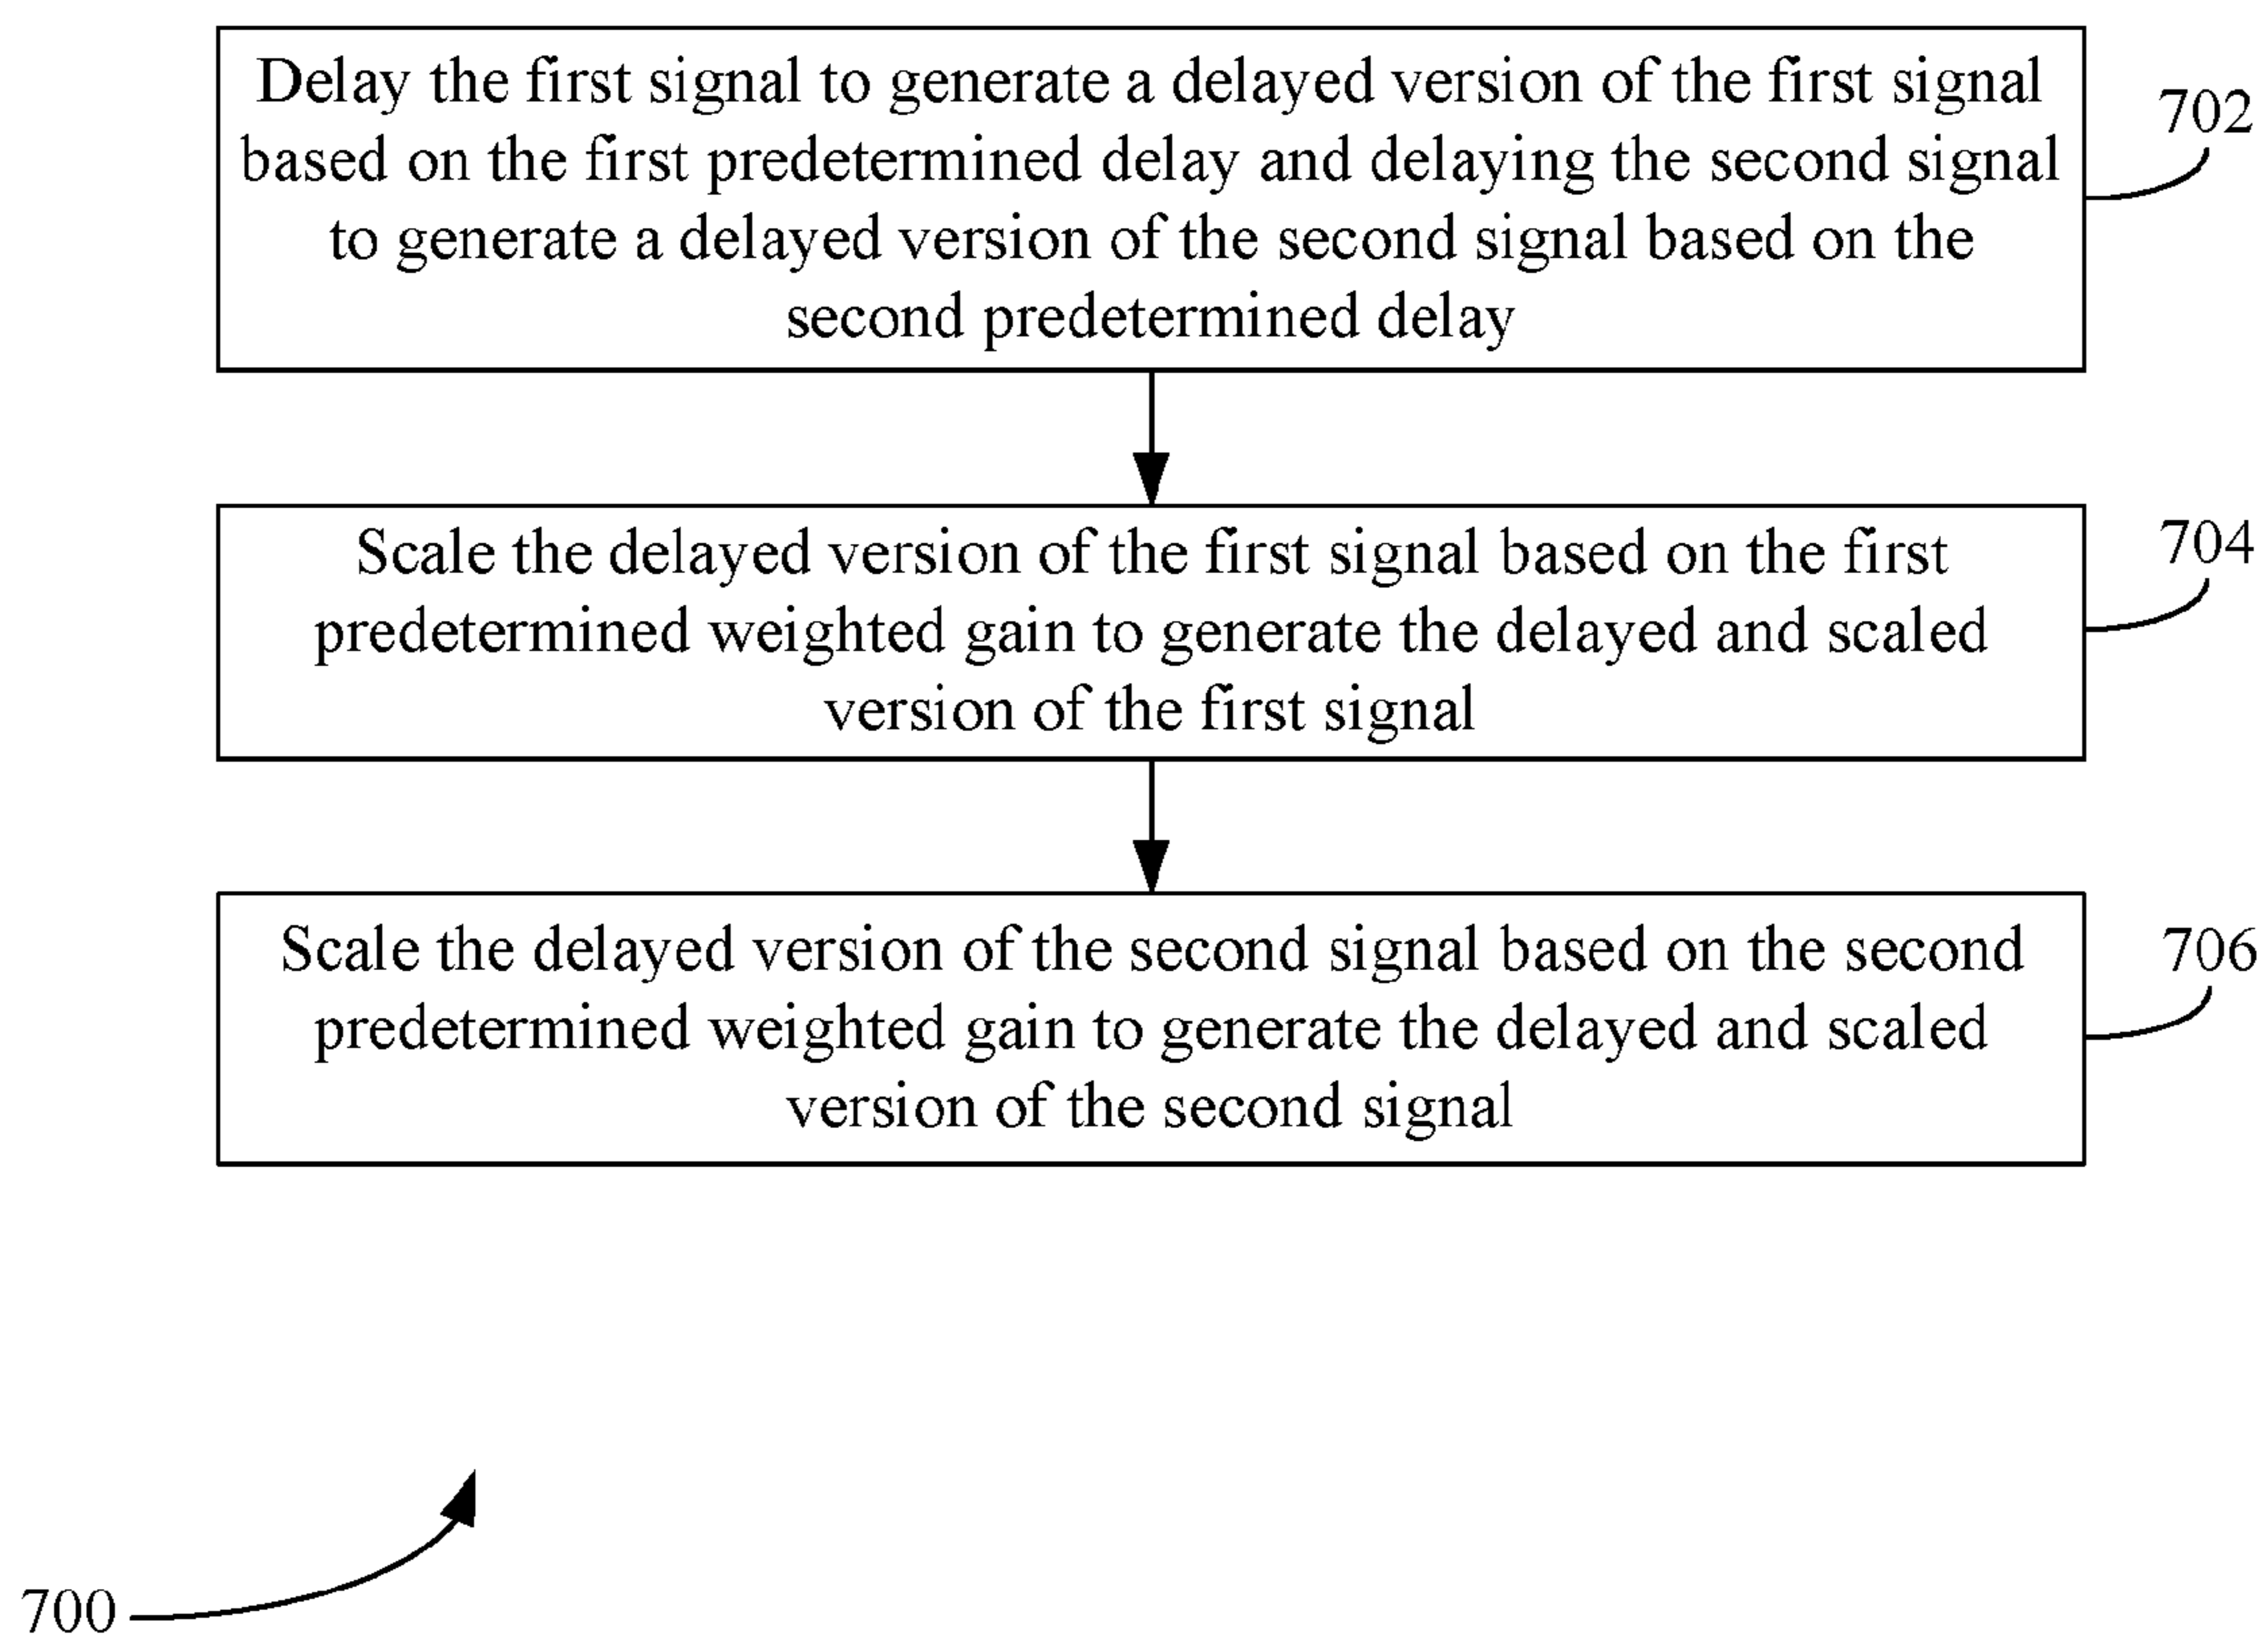 Delay the first signal to generate a delayed version of the first signal
based on the first predetermined delay and delaying the second signal
to generate a delayed version of the second signal based on the
second predetermined delay
702
Scale the delayed version of the first signal based on the first
predetermined weighted gain to generate the delayed and scaled
version of the first signal
704
Scale the delayed version of the second signal based on the second
predetermined weighted gain to generate the delayed and scaled
version of the second signal
706
700